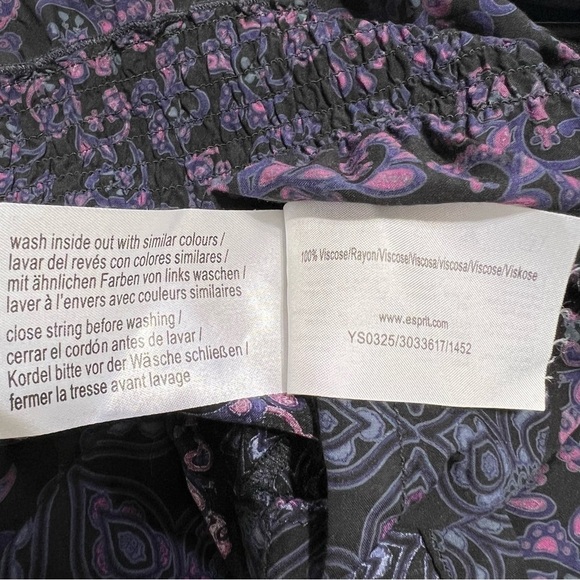 wash inside out with similar colours /
lavar del revés con colores similares /
mit ähnlichen Farben von links waschen /
laver à l'envers avec couleurs similaires
close string before washing /
cerrar el cordón antes de lavar /
Kordel bitte vor der Wäsche schließen /
fermer la tresse avant lavage
100% Viscose/Rayon/Viscose/Viscosa/viscosa/Viscose/Viskose
www.esprit.com
YS0325/3033617/1452